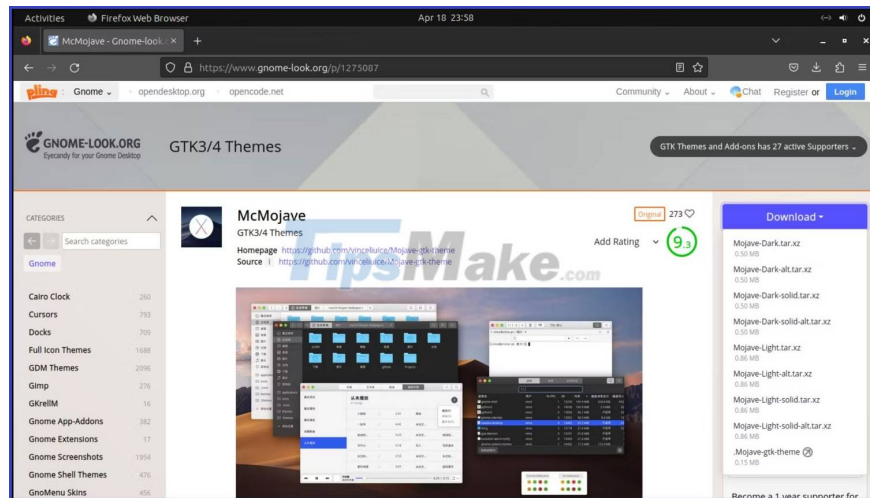 Activities Firefox Web Browser Apr 18 23:58
McMojave - Gnome-look.
https://www.gnome-look.org/p/1275087
pling Gnome opendesktop.org opencode.net Community About Chat Register or Login
GNOME-LOOK.ORG
Eyecandy for your Gnome Desktop
GTK3/4 Themes
GTK Themes and Add-ons has 27 active Supporters
CATEGORIES
Search categories
Gnome
Cairo Clock 260
Cursors 793
Docks 709
Full Icon Themes 1688
GDM Themes 2096
Gimp 276
GKrellM 16
Gnome App-Addons 382
Gnome Extensions 17
Gnome Screenshots 1954
Gnome Shell Themes 476
GnoMenu Skins 456
McMojave
GTK3/4 Themes
Homepage https://github.com/vinceliuice/Mojave-gtk-theme
Source | https://github.com/vinceliuice/Mojave-gtk-theme
Original 273
Add Rating 9.3
TipsMake.com
Download
Mojave-Dark.tar.xz
0.50 MB
Mojave-Dark-alt.tar.xz
0.50 MB
Mojave-Dark-solid.tar.xz
0.50 MB
Mojave-Dark-solid-alt.tar.xz
0.50 MB
Mojave-Light.tar.xz
0.86 MB
Mojave-Light-alt.tar.xz
0.86 MB
Mojave-Light-solid.tar.xz
0.86 MB
Mojave-Light-solid-alt.tar.xz
0.86 MB
.Mojave-gtk-theme
0.15 MB
Become a 1 year supporter for